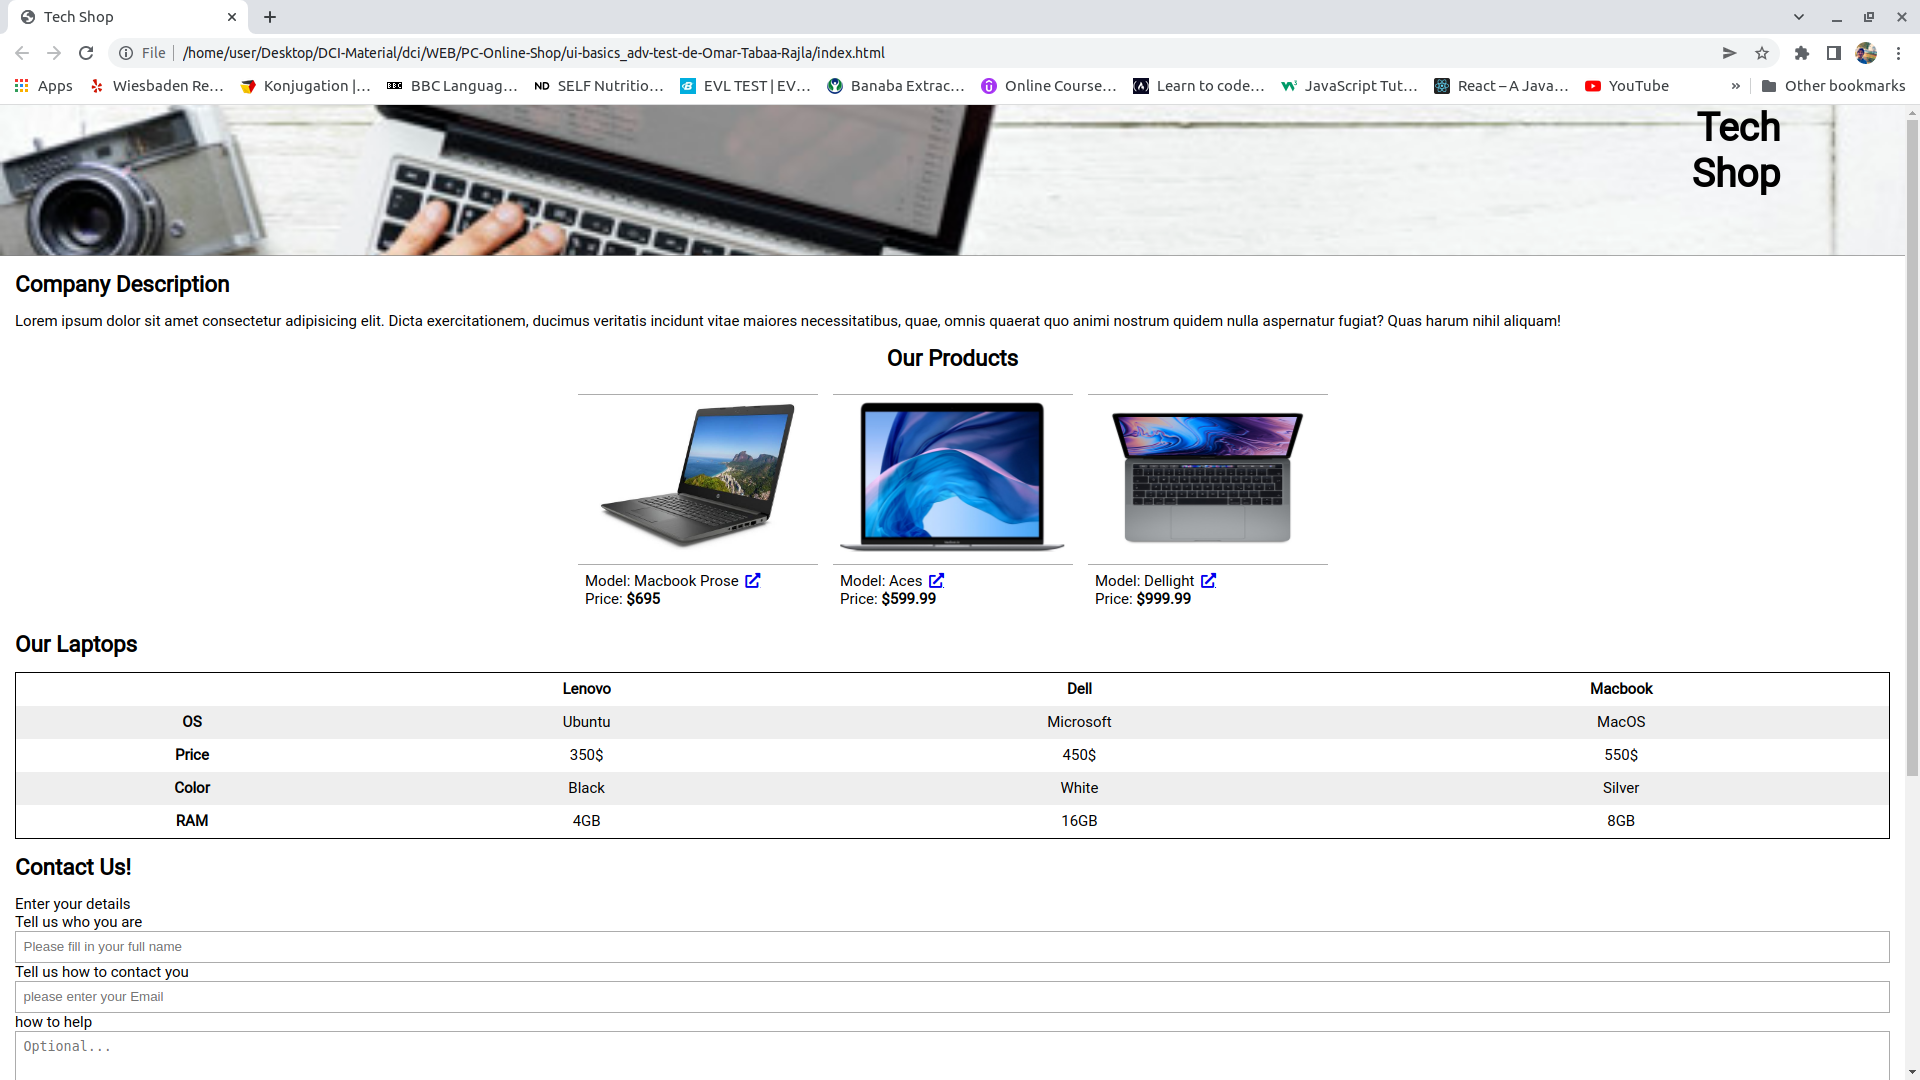 Tech Shop
File
/home/user/Desktop/DCI-Material/dci/WEB/PC-Online-Shop/ui-basics_adv-test-de-Omar-Tabaa-Rajla/index.html
Apps Wiesbaden Re... Konjugation |... BBC Languag... SELF Nutritio... EVL TEST | EV... Banaba Extrac... Online Course... Learn to code... JavaScript Tut... React – A Java... YouTube » Other bookmarks
Tech
Shop
Company Description
Lorem ipsum dolor sit amet consectetur adipisicing elit. Dicta exercitationem, ducimus veritatis incidunt vitae maiores necessitatibus, quae, omnis quaerat quo animi nostrum quidem nulla aspernatur fugiat? Quas harum nihil aliquam!
Our Products
Model: Macbook Prose
Price: $695
Model: Aces
Price: $599.99
Model: Dellight
Price: $999.99
Our Laptops
Lenovo Dell Macbook
OS Ubuntu Microsoft MacOS
Price 350$ 450$ 550$
Color Black White Silver
RAM 4GB 16GB 8GB
Contact Us!
Enter your details
Tell us who you are
Please fill in your full name
Tell us how to contact you
please enter your Email
how to help
Optional...